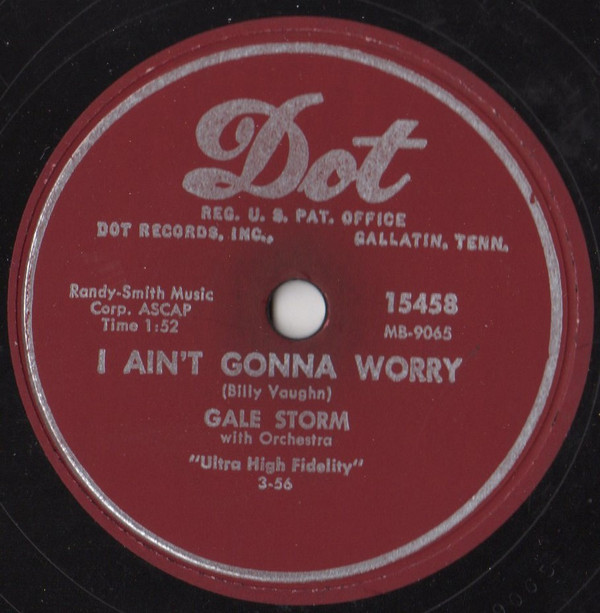 Dot
REG. U. S. PAT. OFFICE
DOT RECORDS, INC., GALLATIN, TENN.
Randy-Smith Music
Corp. ASCAP
Time 1:52
15458
MB-9065
I AIN'T GONNA WORRY
(Billy Vaughn)
GALE STORM
with Orchestra
"Ultra High Fidelity"
3-56